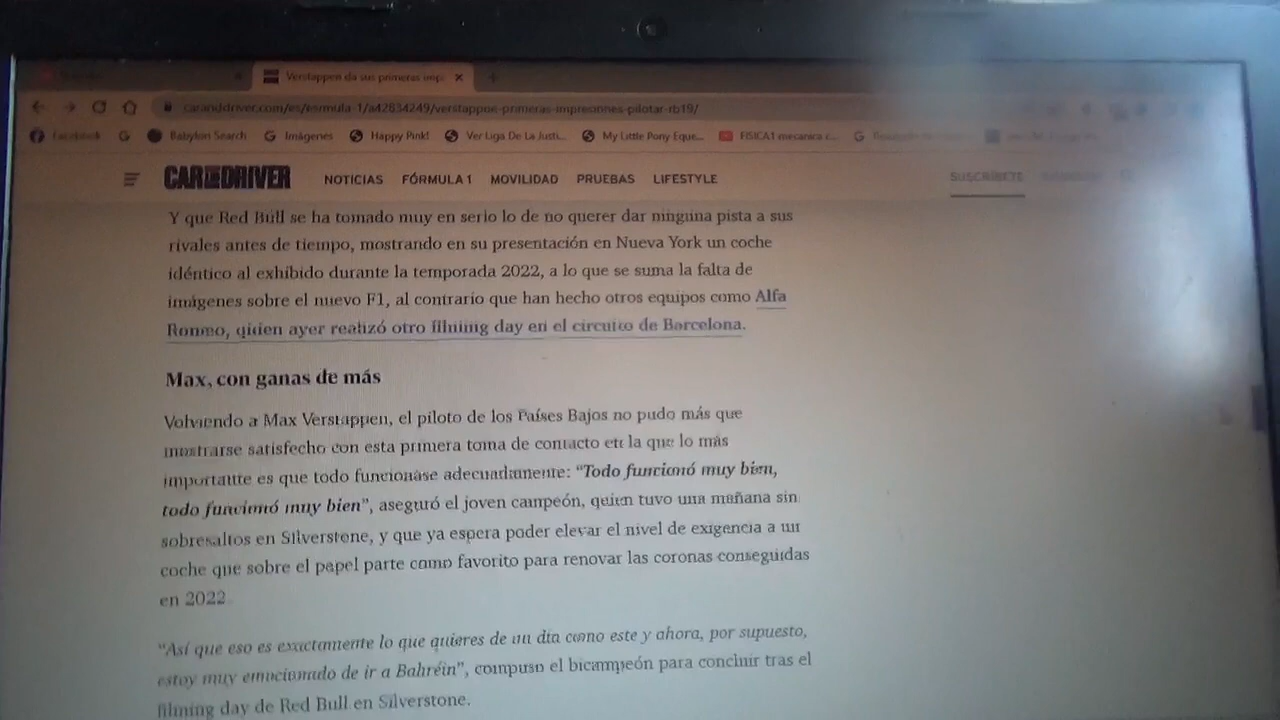 Verstappen da sus primeras imp
caranddriver.com/es/formula-1/a42834249/verstappen-primeras-impresiones-pilotar-rb19/
Facebook G Babylon Search Imágenes Happy Pink! Ver Liga De La Justi... My Little Pony Eque... FISICA1 mecanica c...
CAR AND DRIVER NOTICIAS FÓRMULA 1 MOVILIDAD PRUEBAS LIFESTYLE SUSCRÍBETE
Y que Red Bull se ha tomado muy en serio lo de no querer dar ninguna pista a sus
rivales antes de tiempo, mostrando en su presentación en Nueva York un coche
idéntico al exhibido durante la temporada 2022, a lo que se suma la falta de
imágenes sobre el nuevo F1, al contrario que han hecho otros equipos como Alfa
Romeo, quien ayer realizó otro filming day en el circuito de Barcelona.
Max, con ganas de más
Volviendo a Max Verstappen, el piloto de los Países Bajos no pudo más que
mostrarse satisfecho con esta primera toma de contacto en la que lo más
importante es que todo funcionase adecuadamente: “Todo funcionó muy bien,
todo funcionó muy bien”, aseguró el joven campeón, quien tuvo una mañana sin
sobresaltos en Silverstone, y que ya espera poder elevar el nivel de exigencia a un
coche que sobre el papel parte como favorito para renovar las coronas conseguidas
en 2022
“Así que eso es exactamente lo que quieres de un día como este y ahora, por supuesto,
estoy muy emocionado de ir a Bahréin”, compuso el bicampeón para concluir tras el
filming day de Red Bull en Silverstone.